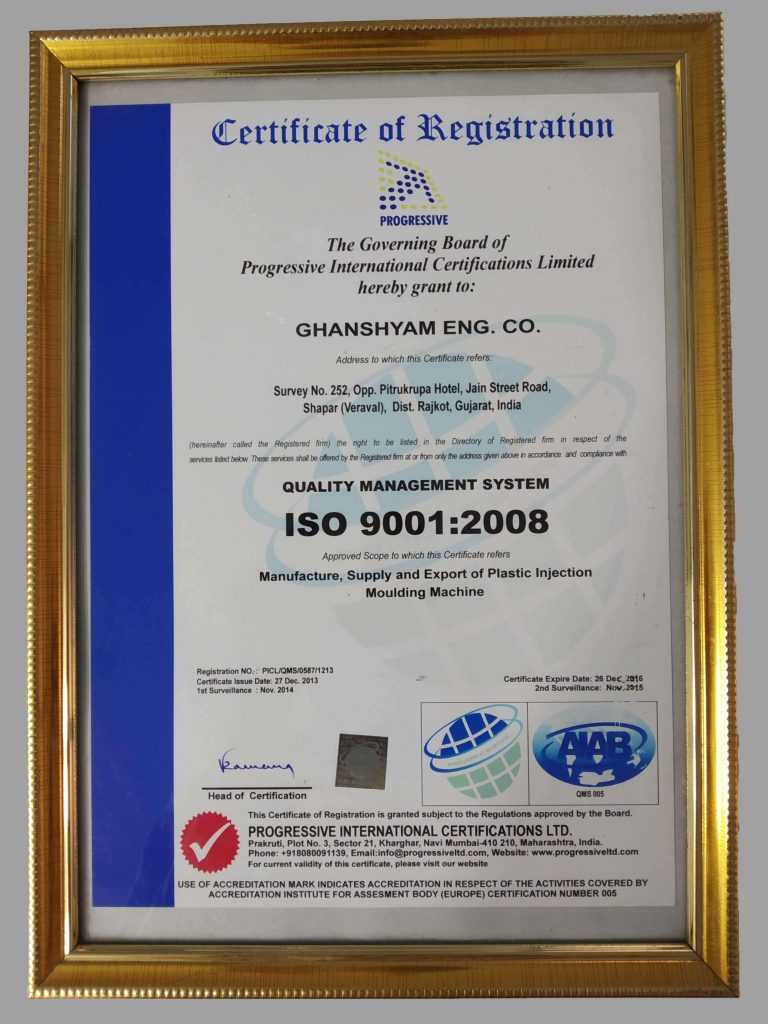 Certificate of Registration
PROGRESSIVE
The Governing Board of
Progressive International Certifications Limited
hereby grant to:
GHANSHYAM ENG. CO.
Address to which this Certificate refers:
Survey No. 252, Opp. Pitrukrupa Hotel, Jain Street Road,
Shapar (Veraval), Dist. Rajkot, Gujarat, India
(hereinafter called the Registered firm) the right to be listed in the Directory of Registered firm in respect of the
services listed below. These services shall be offered by the Registered firm at or from only the address given above in accordance and compliance with
QUALITY MANAGEMENT SYSTEM
ISO 9001:2008
Approved Scope to which this Certificate refers
Manufacture, Supply and Export of Plastic Injection
Moulding Machine
Registration NO. : PICL/QMS/0587/1213
Certificate Issue Date: 27 Dec. 2013
1st Surveillance : Nov. 2014
Certificate Expire Date: 26 Dec. 2016
2nd Surveillance: Nov. 2015
PROGRESSIVE
AIAB
QMS 005
Head of Certification
This Certificate of Registration is granted subject to the Regulations approved by the Board.
PROGRESSIVE INTERNATIONAL CERTIFICATIONS LTD.
Prakruti, Plot No. 3, Sector 21, Kharghar, Navi Mumbai-410 210, Maharashtra, India.
Phone: +918080091139, Email:info@progressiveltd.com, Website: www.progressiveltd.com
For current validity of this certificate, please visit our website
USE OF ACCREDITATION MARK INDICATES ACCREDITATION IN RESPECT OF THE ACTIVITIES COVERED BY
ACCREDITATION INSTITUTE FOR ASSESMENT BODY (EUROPE) CERTIFICATION NUMBER 005